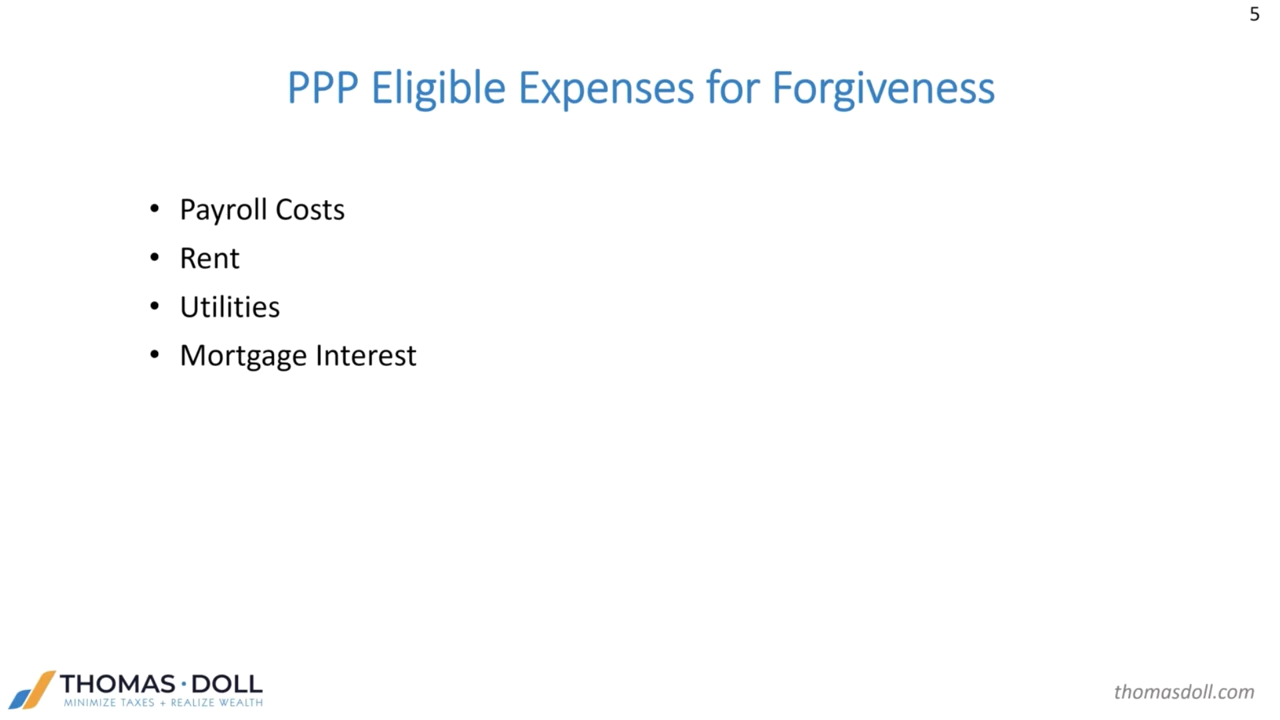 5
PPP Eligible Expenses for Forgiveness
• Payroll Costs
• Rent
• Utilities
• Mortgage Interest
THOMAS·DOLL
MINIMIZE TAXES + REALIZE WEALTH
thomasdoll.com